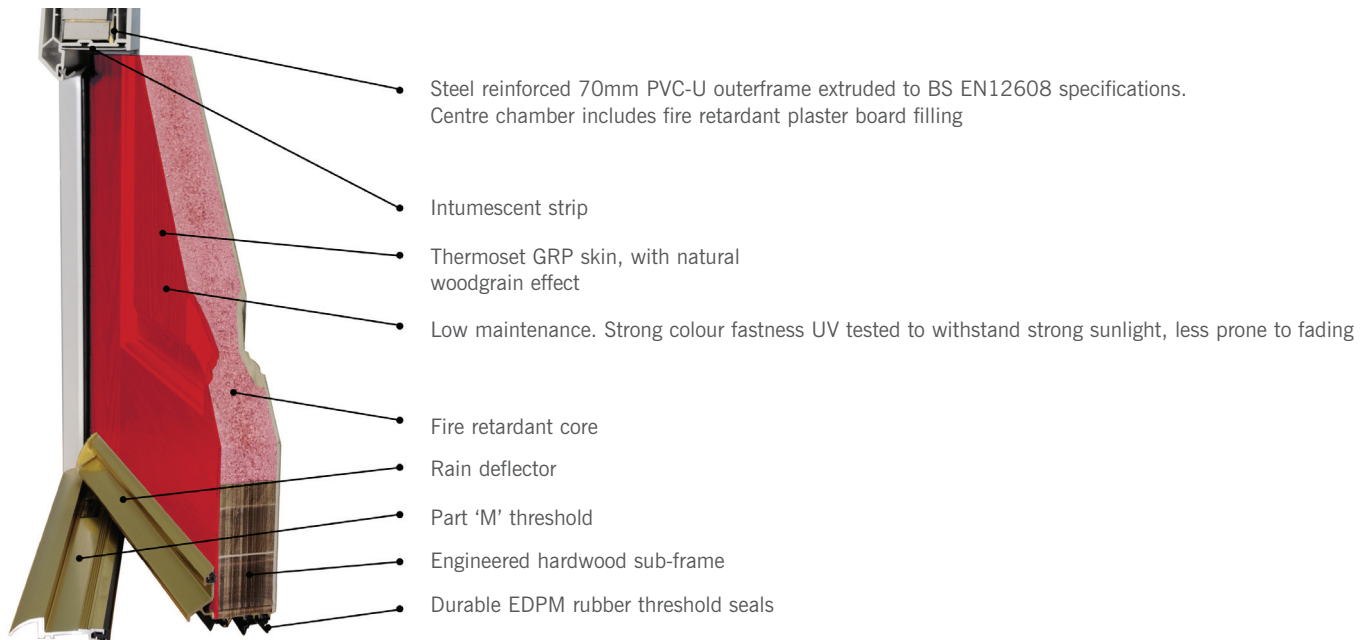 Steel reinforced 70mm PVC-U outerframe extruded to BS EN12608 specifications.
Centre chamber includes fire retardant plaster board filling
Intumescent strip
Thermoset GRP skin, with natural
woodgrain effect
Low maintenance. Strong colour fastness UV tested to withstand strong sunlight, less prone to fading
Fire retardant core
Rain deflector
Part ‘M’ threshold
Engineered hardwood sub-frame
Durable EDPM rubber threshold seals